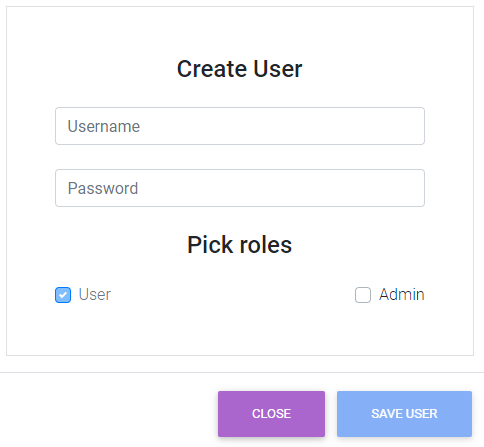 Create User
Username
Password
Pick roles
User Admin
CLOSE SAVE USER